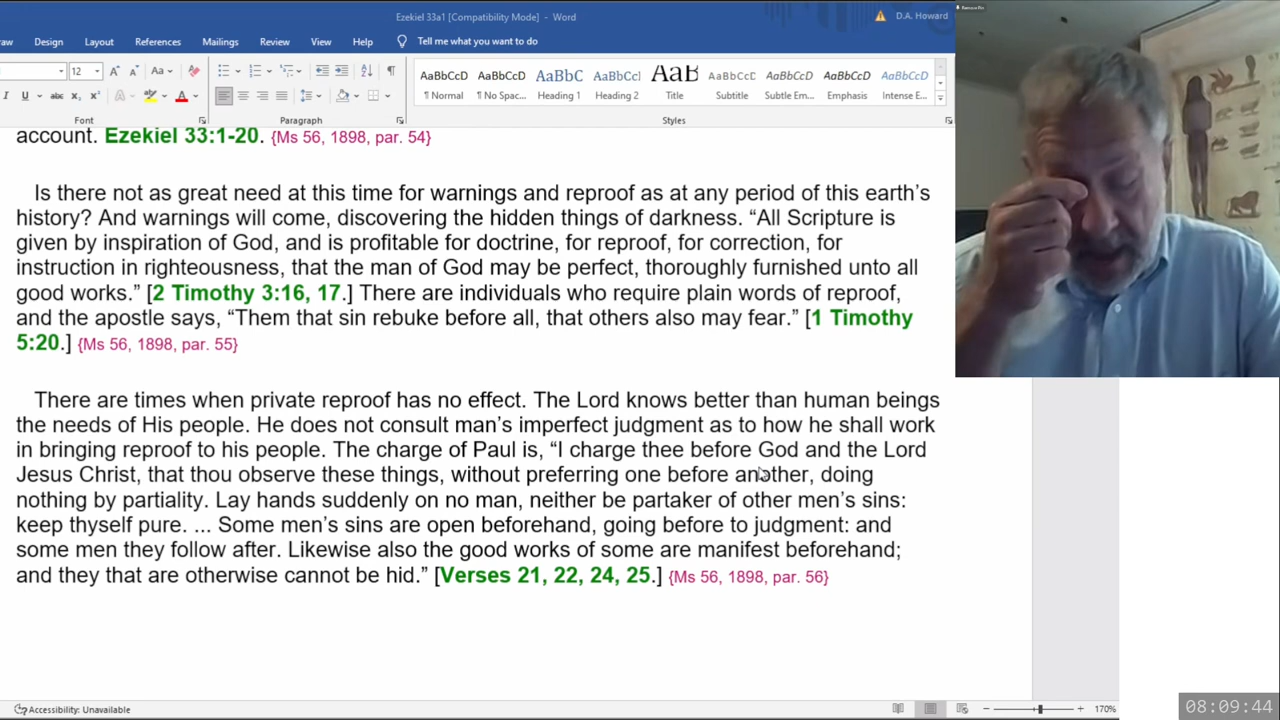 Remove Pin
Ezekiel 33a1 [Compatibility Mode] - Word
D.A. Howard
aw Design Layout References Mailings Review View Help Tell me what you want to do
12 Aa
I U abc x₂ x² A A
AaBbCcD AaBbCcD AaBbC AaBbCcl AaB AaBbCcD AaBbCcD AaBbCcD AaBbCcD
¶ Normal ¶ No Spac... Heading 1 Heading 2 Title Subtitle Subtle Em... Emphasis Intense E...
Font Paragraph Styles
account. Ezekiel 33:1-20. {Ms 56, 1898, par. 54}
Is there not as great need at this time for warnings and reproof as at any period of this earth’s
history? And warnings will come, discovering the hidden things of darkness. “All Scripture is
given by inspiration of God, and is profitable for doctrine, for reproof, for correction, for
instruction in righteousness, that the man of God may be perfect, thoroughly furnished unto all
good works.” [2 Timothy 3:16, 17.] There are individuals who require plain words of reproof,
and the apostle says, “Them that sin rebuke before all, that others also may fear.” [1 Timothy
5:20.] {Ms 56, 1898, par. 55}
There are times when private reproof has no effect. The Lord knows better than human beings
the needs of His people. He does not consult man’s imperfect judgment as to how he shall work
in bringing reproof to his people. The charge of Paul is, “I charge thee before God and the Lord
Jesus Christ, that thou observe these things, without preferring one before another, doing
nothing by partiality. Lay hands suddenly on no man, neither be partaker of other men’s sins:
keep thyself pure. ... Some men’s sins are open beforehand, going before to judgment: and
some men they follow after. Likewise also the good works of some are manifest beforehand;
and they that are otherwise cannot be hid.” [Verses 21, 22, 24, 25.] {Ms 56, 1898, par. 56}
Accessibility: Unavailable
170%
08:09:44